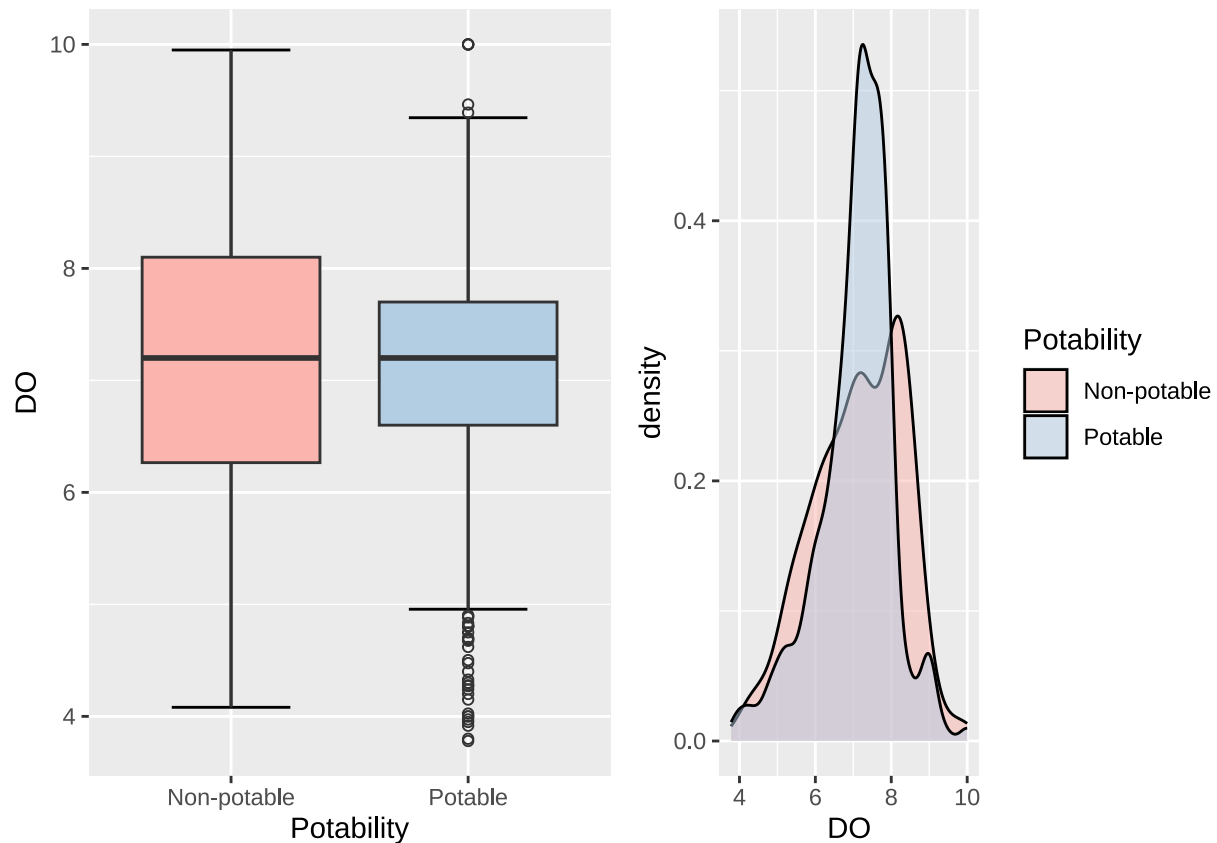 DO
10
8
6
4
Non-potable
Potable
Potability
density
0.4
0.2
0.0
4
6
8
10
DO
Potability
Non-potable
Potable